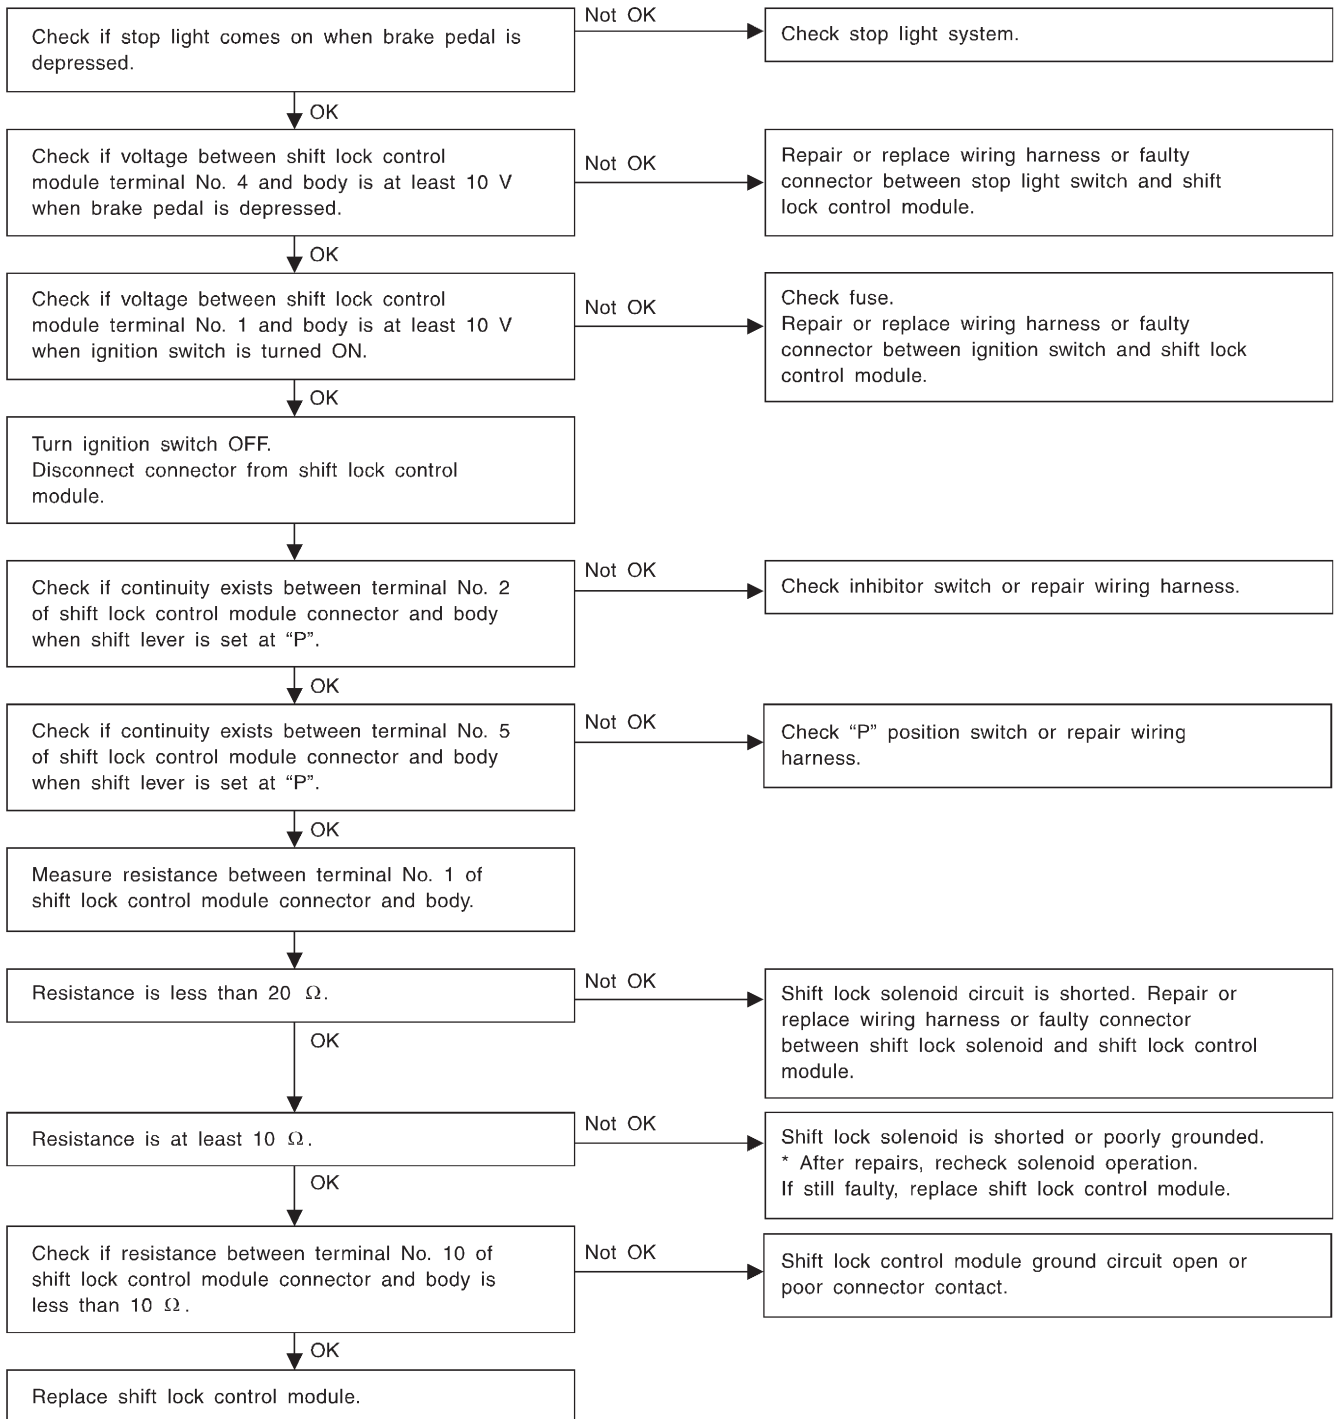 Check if stop light comes on when brake pedal is
depressed.
Not OK
Check stop light system.
OK
Check if voltage between shift lock control
module terminal No. 4 and body is at least 10 V
when brake pedal is depressed.
Not OK
Repair or replace wiring harness or faulty
connector between stop light switch and shift
lock control module.
OK
Check if voltage between shift lock control
module terminal No. 1 and body is at least 10 V
when ignition switch is turned ON.
Not OK
Check fuse.
Repair or replace wiring harness or faulty
connector between ignition switch and shift lock
control module.
OK
Turn ignition switch OFF.
Disconnect connector from shift lock control
module.
Check if continuity exists between terminal No. 2
of shift lock control module connector and body
when shift lever is set at “P”.
Not OK
Check inhibitor switch or repair wiring harness.
OK
Check if continuity exists between terminal No. 5
of shift lock control module connector and body
when shift lever is set at “P”.
Not OK
Check “P” position switch or repair wiring
harness.
OK
Measure resistance between terminal No. 1 of
shift lock control module connector and body.
Resistance is less than 20 Ω.
Not OK
Shift lock solenoid circuit is shorted. Repair or
replace wiring harness or faulty connector
between shift lock solenoid and shift lock control
module.
OK
Resistance is at least 10 Ω.
Not OK
Shift lock solenoid is shorted or poorly grounded.
* After repairs, recheck solenoid operation.
If still faulty, replace shift lock control module.
OK
Check if resistance between terminal No. 10 of
shift lock control module connector and body is
less than 10 Ω.
Not OK
Shift lock control module ground circuit open or
poor connector contact.
OK
Replace shift lock control module.